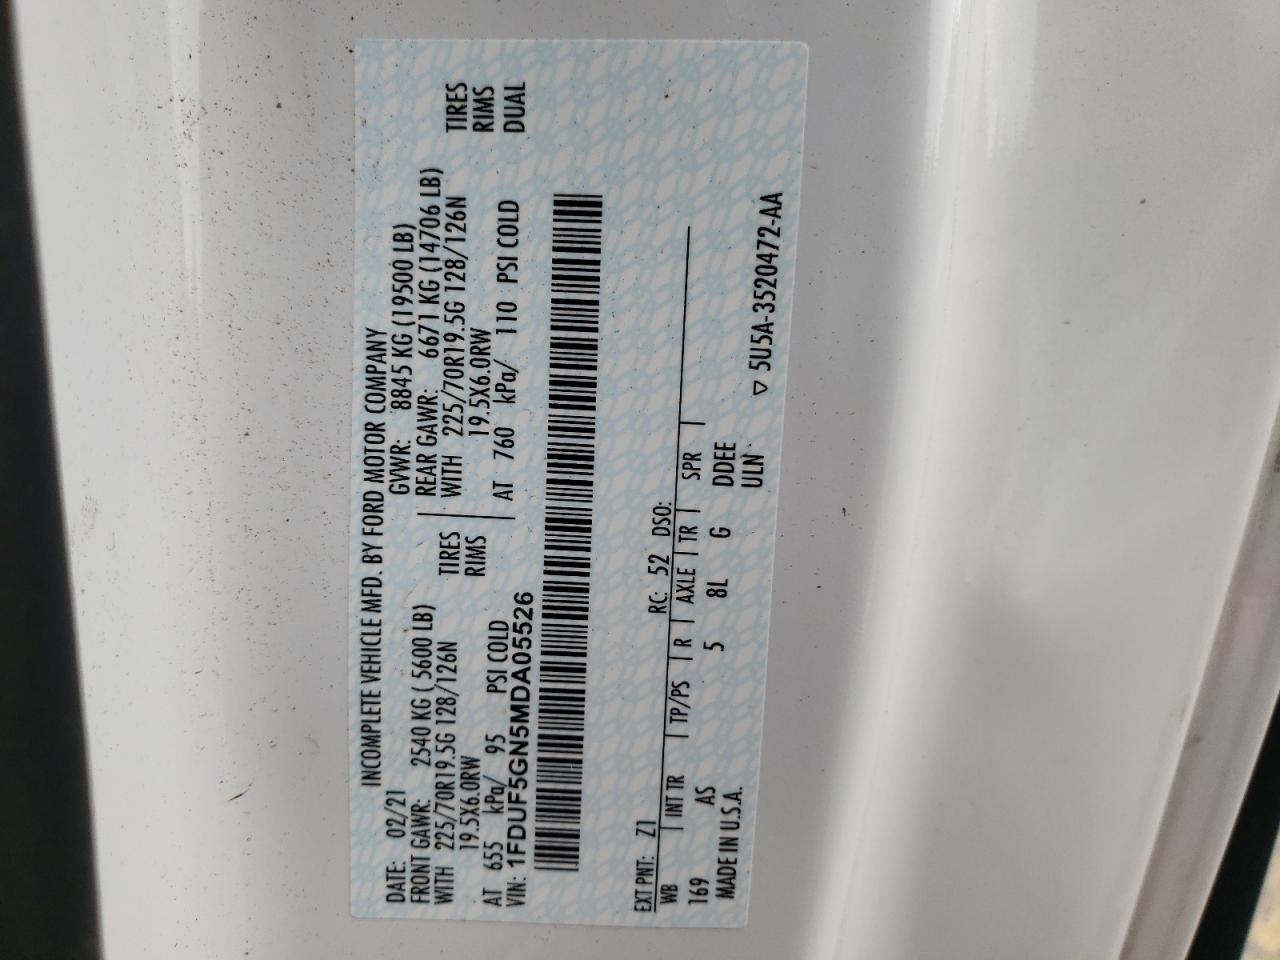 INCOMPLETE VEHICLE MFD. BY FORD MOTOR COMPANY
DATE: 02/21 GVWR: 8845 KG (19500 LB)
FRONT GAWR: 2540 KG ( 5600 LB) REAR GAWR: 6671 KG (14706 LB)
WITH 225/70R19.5G 128/126N TIRES WITH 225/70R19.5G 128/126N TIRES
19.5X6.0RW RIMS 19.5X6.0RW RIMS
AT 655 kPa/ 95 PSI COLD AT 760 kPa/ 110 PSI COLD DUAL
VIN: 1FDUF5GN5MDA05526
EXT PNT: Z1 RC: 52 DSO:
WB | INT TR | TP/PS | R | AXLE | TR | SPR |
169 AS 5 8L G DDEE
MADE IN U.S.A. ULN
▽ 5U5A-3520472-AA